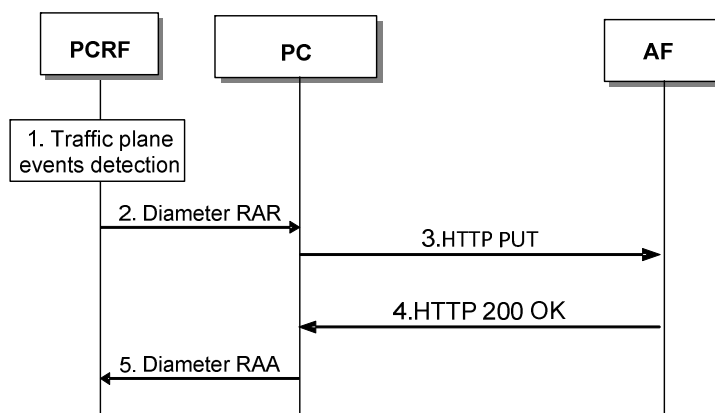 PCRF
PC
AF
1. Traffic plane
events detection
2. Diameter RAR
3.HTTP PUT
4.HTTP 200 OK
5. Diameter RAA